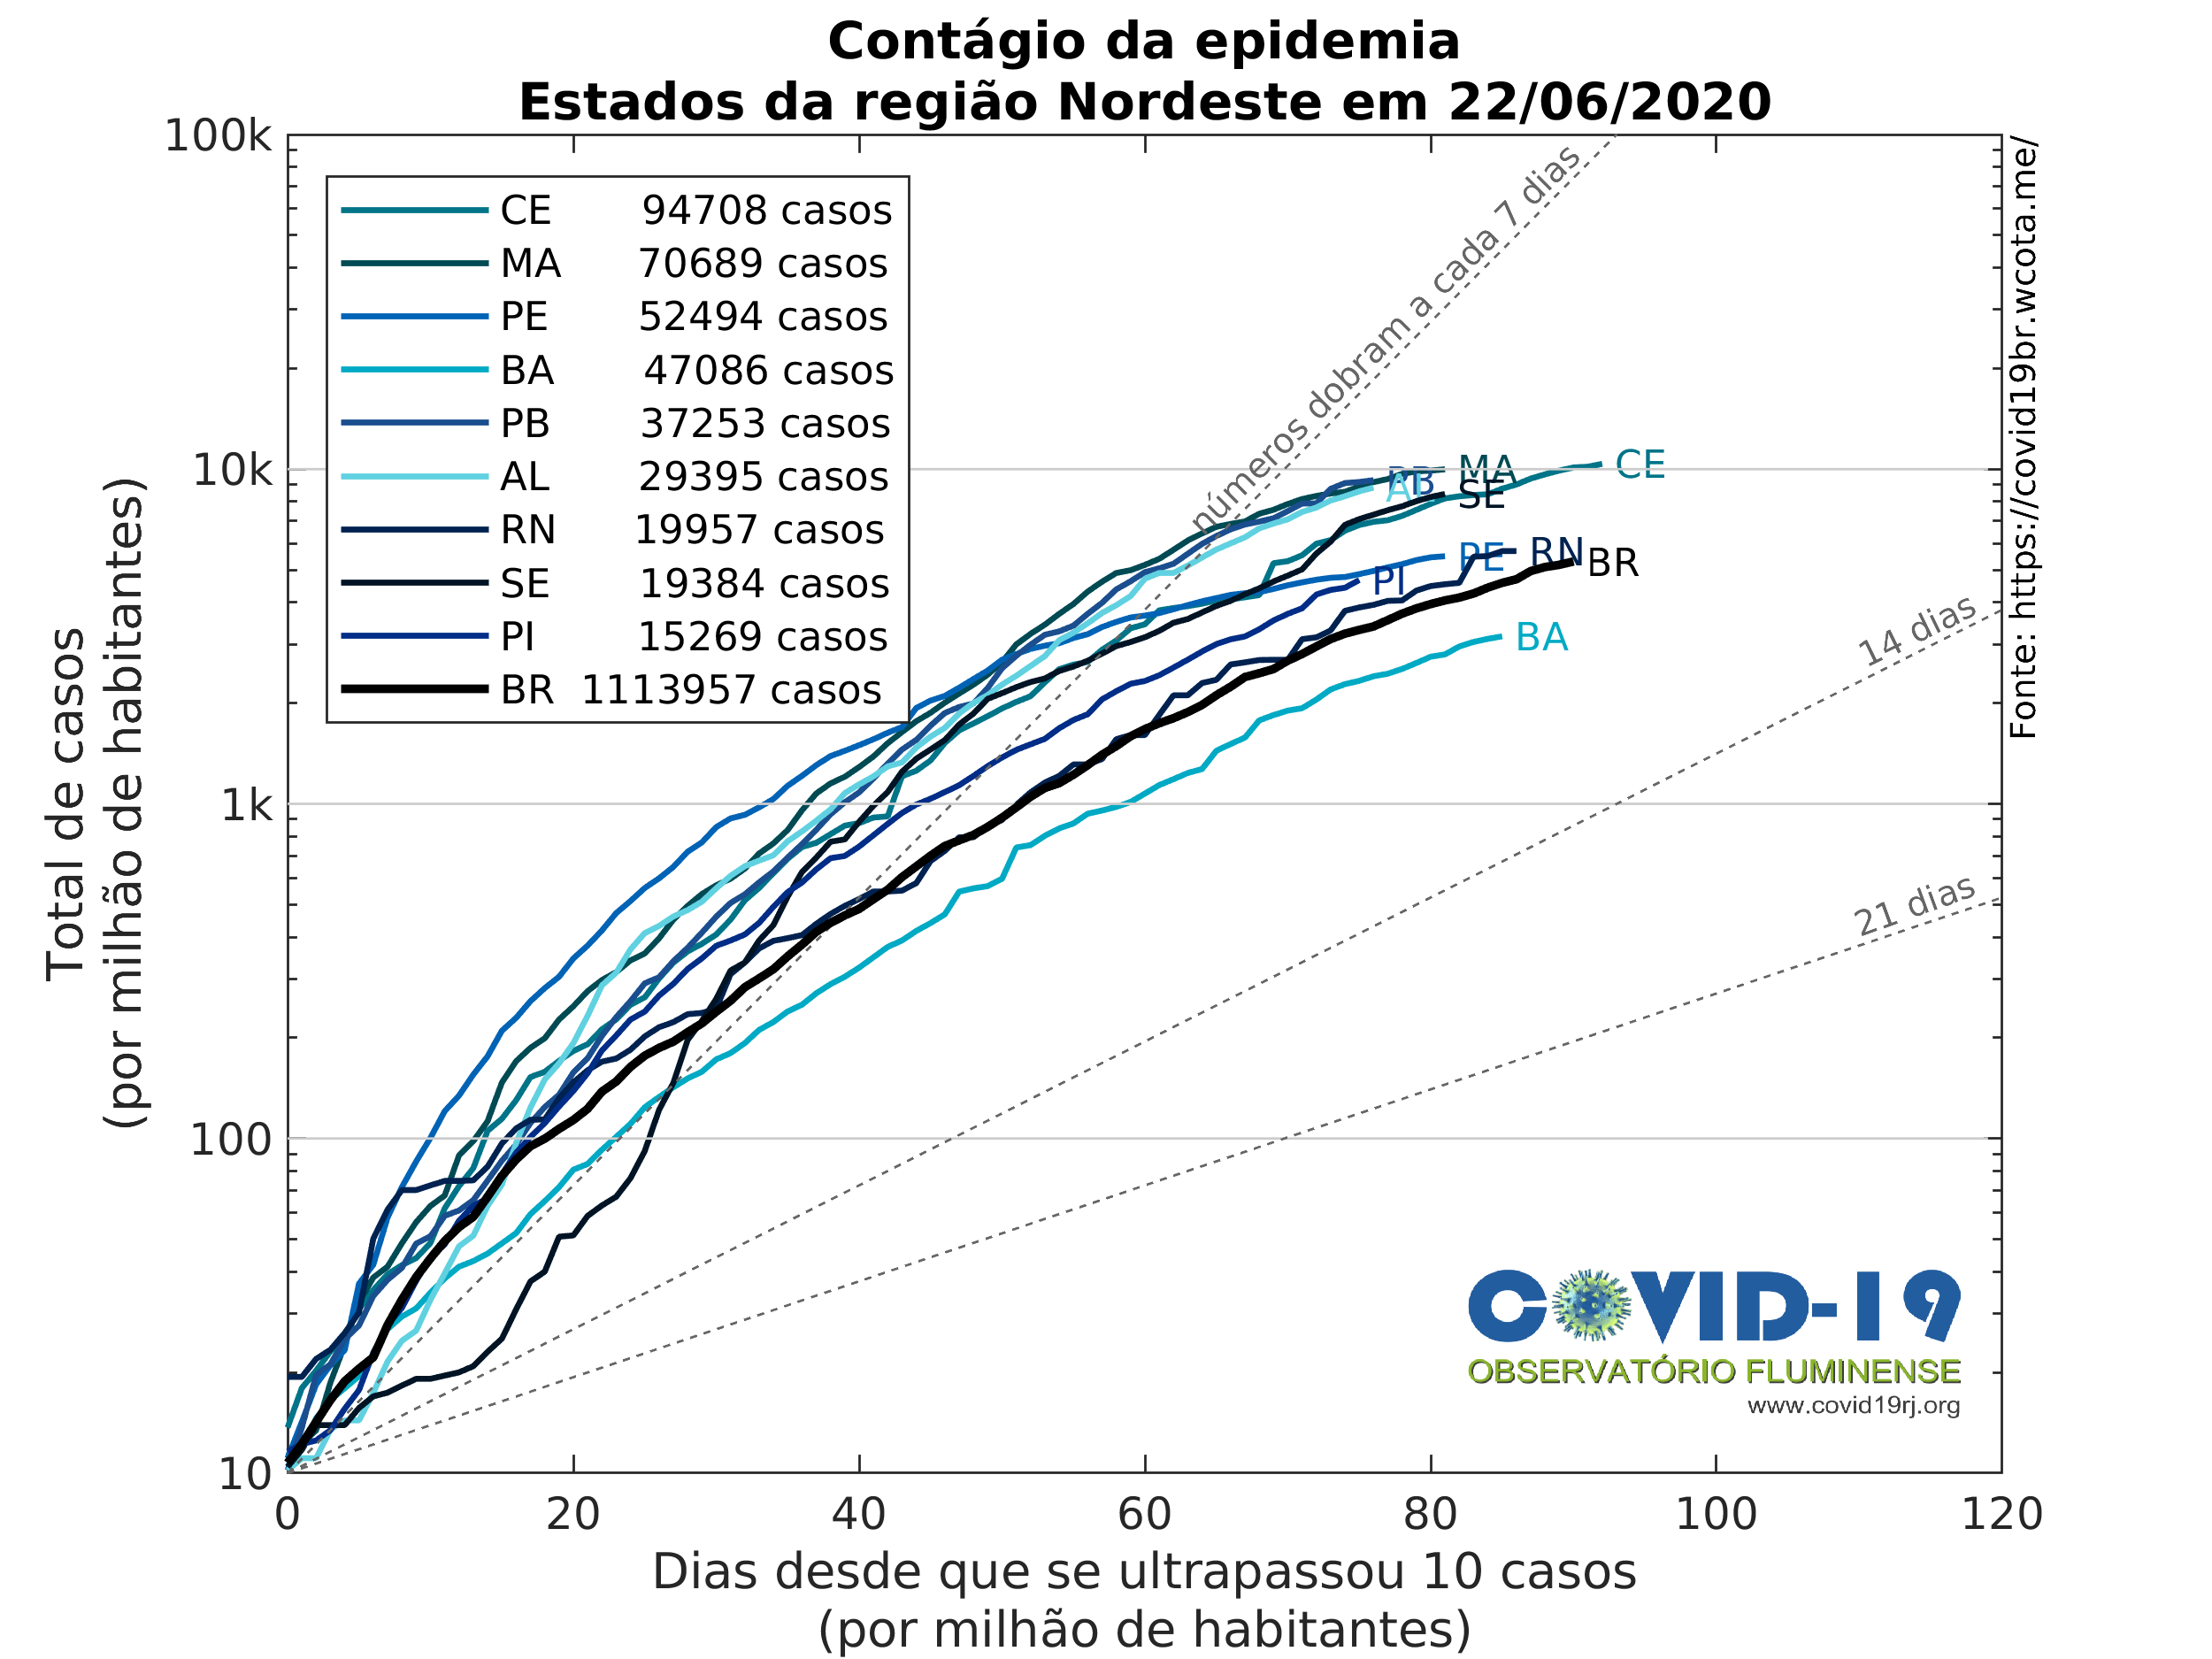 Contágio da epidemia
Estados da região Nordeste em 22/06/2020
100k
10k
1k
100
10
Total de casos
(por milhão de habitantes)
CE 94708 casos
MA 70689 casos
PE 52494 casos
BA 47086 casos
PB 37253 casos
AL 29395 casos
RN 19957 casos
SE 19384 casos
PI 15269 casos
BR 1113957 casos
números dobram a cada 7 dias
14 dias
21 dias
CE
MA
PB
AL
SE
PE
RN
BR
PI
BA
Fonte: https://covid19br.wcota.me/
COVID-19
OBSERVATÓRIO FLUMINENSE
www.covid19rj.org
0 20 40 60 80 100 120
Dias desde que se ultrapassou 10 casos
(por milhão de habitantes)